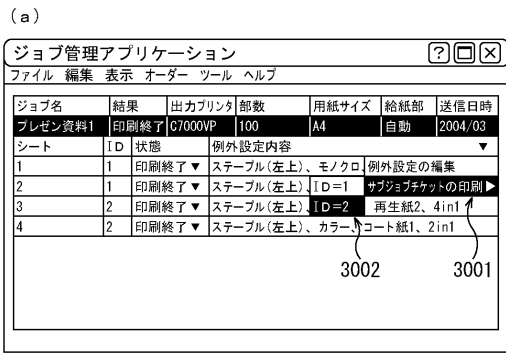 (a)
ジョブ管理アプリケーション ?
ファイル 編集 表示 オーダー ツール ヘルプ
ジョブ名 結果 出力プリンタ 部数 用紙サイズ 給紙部 送信日時
プレゼン資料1 印刷終了 C7000VP 100 A4 自動 2004/03
シート ID 状態 例外設定内容 ▼
1 1 印刷終了▼ ステープル(左上)、モノクロ, 例外設定の編集
2 1 印刷終了▼ ステープル(左上), ID=1 サブジョブチケットの印刷▶
3 2 印刷終了▼ ステープル(左上), ID=2 再生紙2、4in1
4 2 印刷終了▼ ステープル(左上)、カラー、コート紙1、2in1
3002 3001